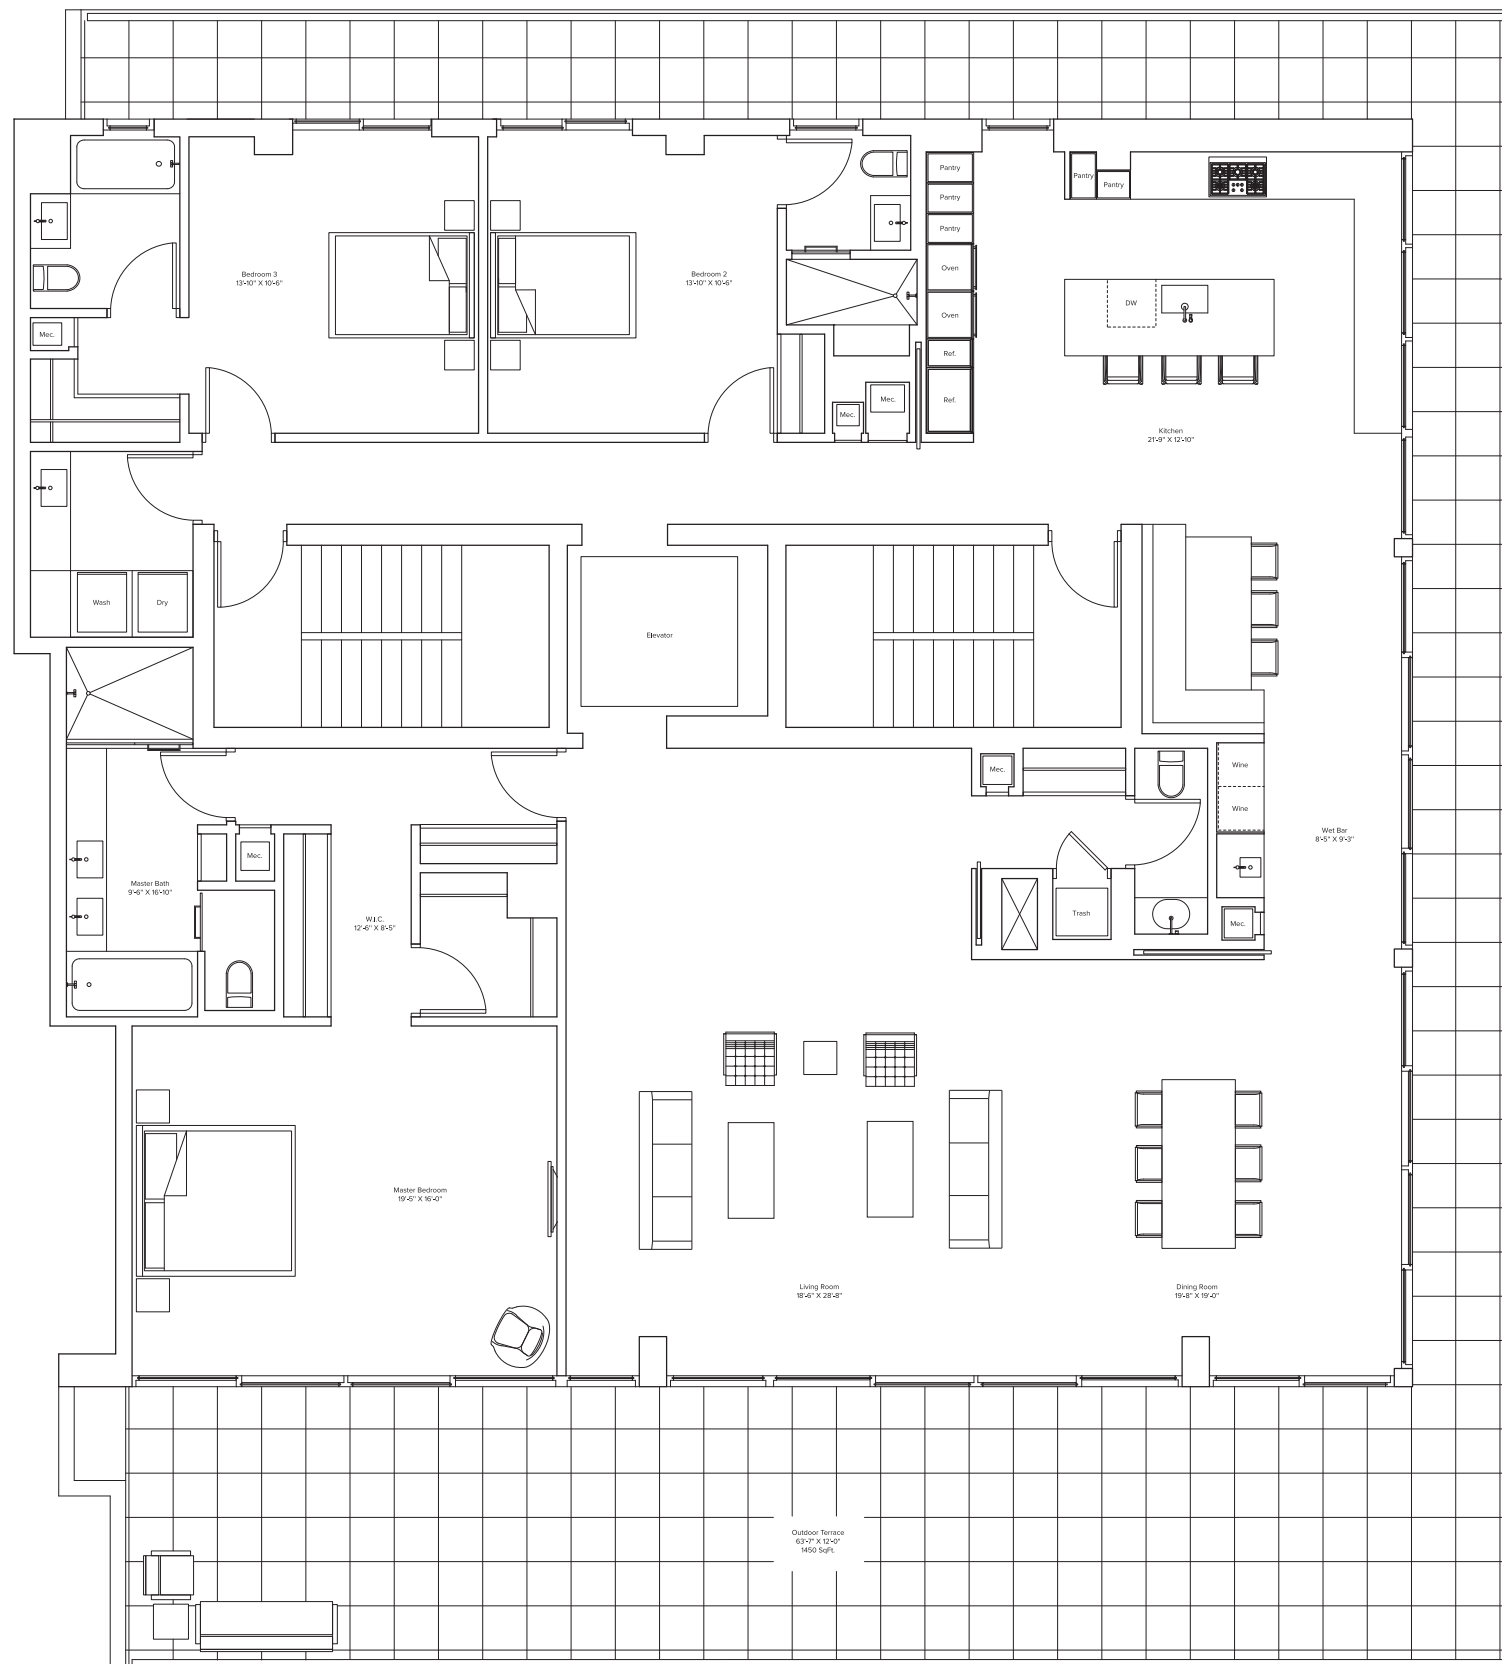 Pantry
Pantry
Pantry
Pantry
Pantry
Oven
Oven
Ref.
Ref.
Bedroom 3
13'-10" X 10'-6"
Bedroom 2
13'-10" X 10'-6"
DW
Mec.
Mec.
Mec.
Kitchen
21'-9" X 12'-10"
Wash
Dry
Elevator
Mec.
Wine
Wine
Wet Bar
8'-5" X 9'-3"
Mec.
Master Bath
9'-6" X 16'-10"
W.I.C.
12'-6" X 8'-5"
Trash
Mec.
Master Bedroom
19'-5" X 16'-0"
Living Room
18'-6" X 28'-8"
Dining Room
19'-8" X 19'-0"
Outdoor Terrace
63'-7" X 12'-0"
1450 SqFt.